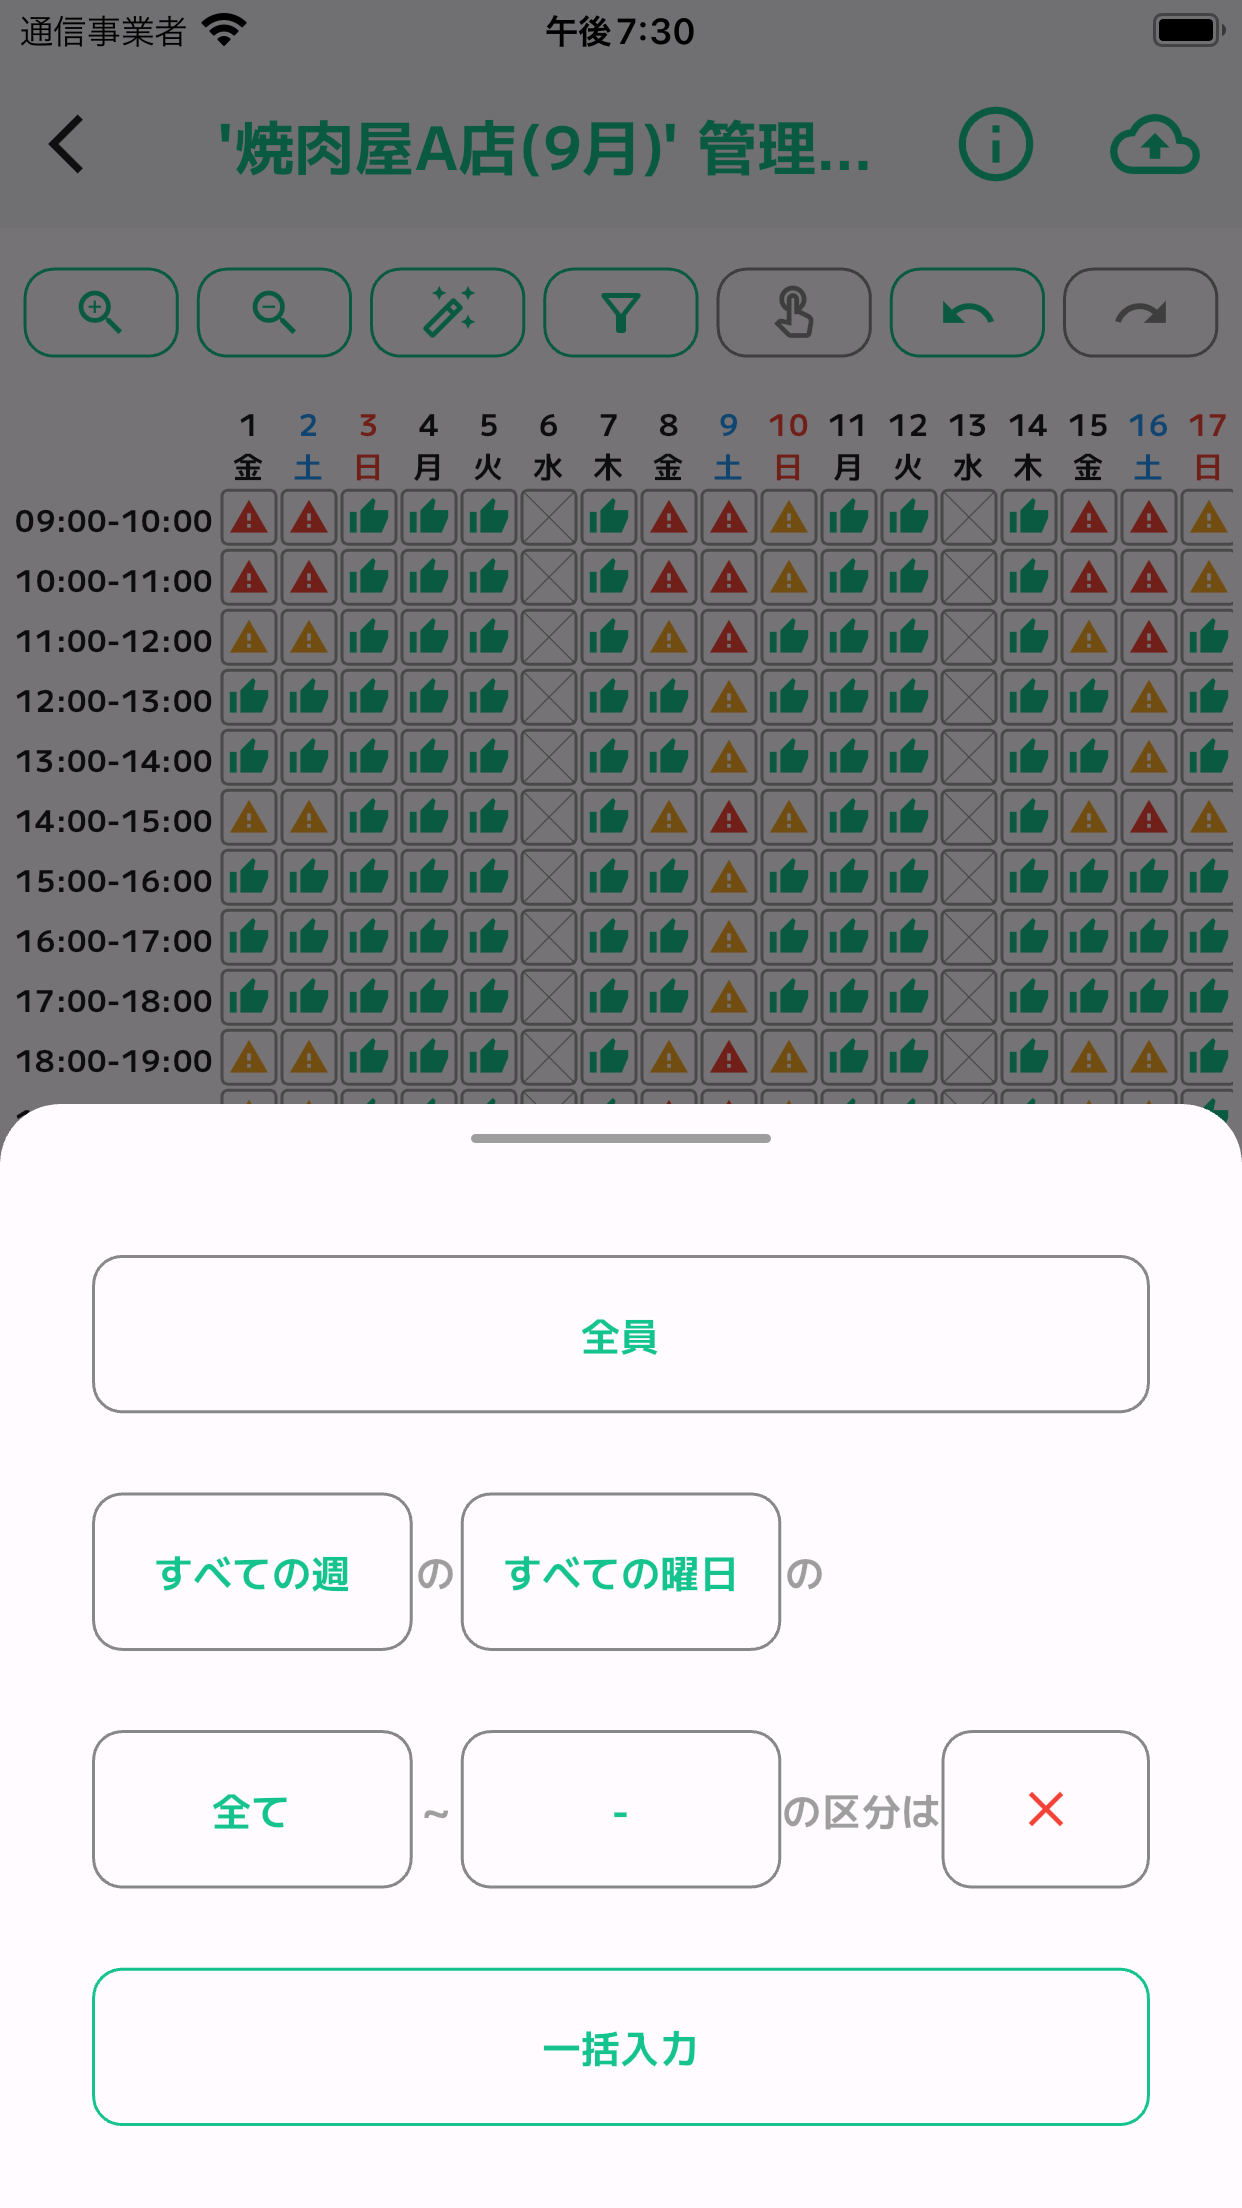 通信事業者 午後7:30
'焼肉屋A店(9月)' 管理...
1 2 3 4 5 6 7 8 9 10 11 12 13 14 15 16 17
金 土 日 月 火 水 木 金 土 日 月 火 水 木 金 土 日
09:00-10:00
10:00-11:00
11:00-12:00
12:00-13:00
13:00-14:00
14:00-15:00
15:00-16:00
16:00-17:00
17:00-18:00
18:00-19:00
全員
すべての週 の すべての曜日 の
全て ~ - の区分は
一括入力